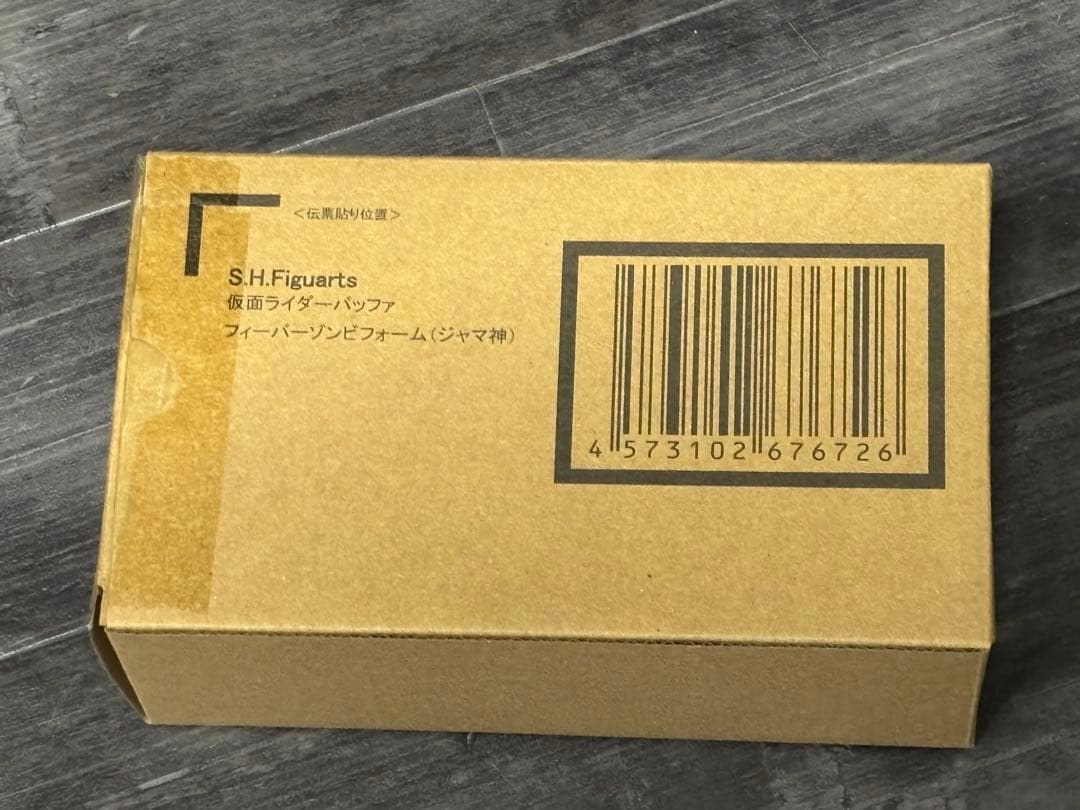 ＜伝票貼り位置＞
S.H.Figuarts
仮面ライダーバッファ
フィーバーゾンビフォーム（ジャマ神）
4 573102 676726